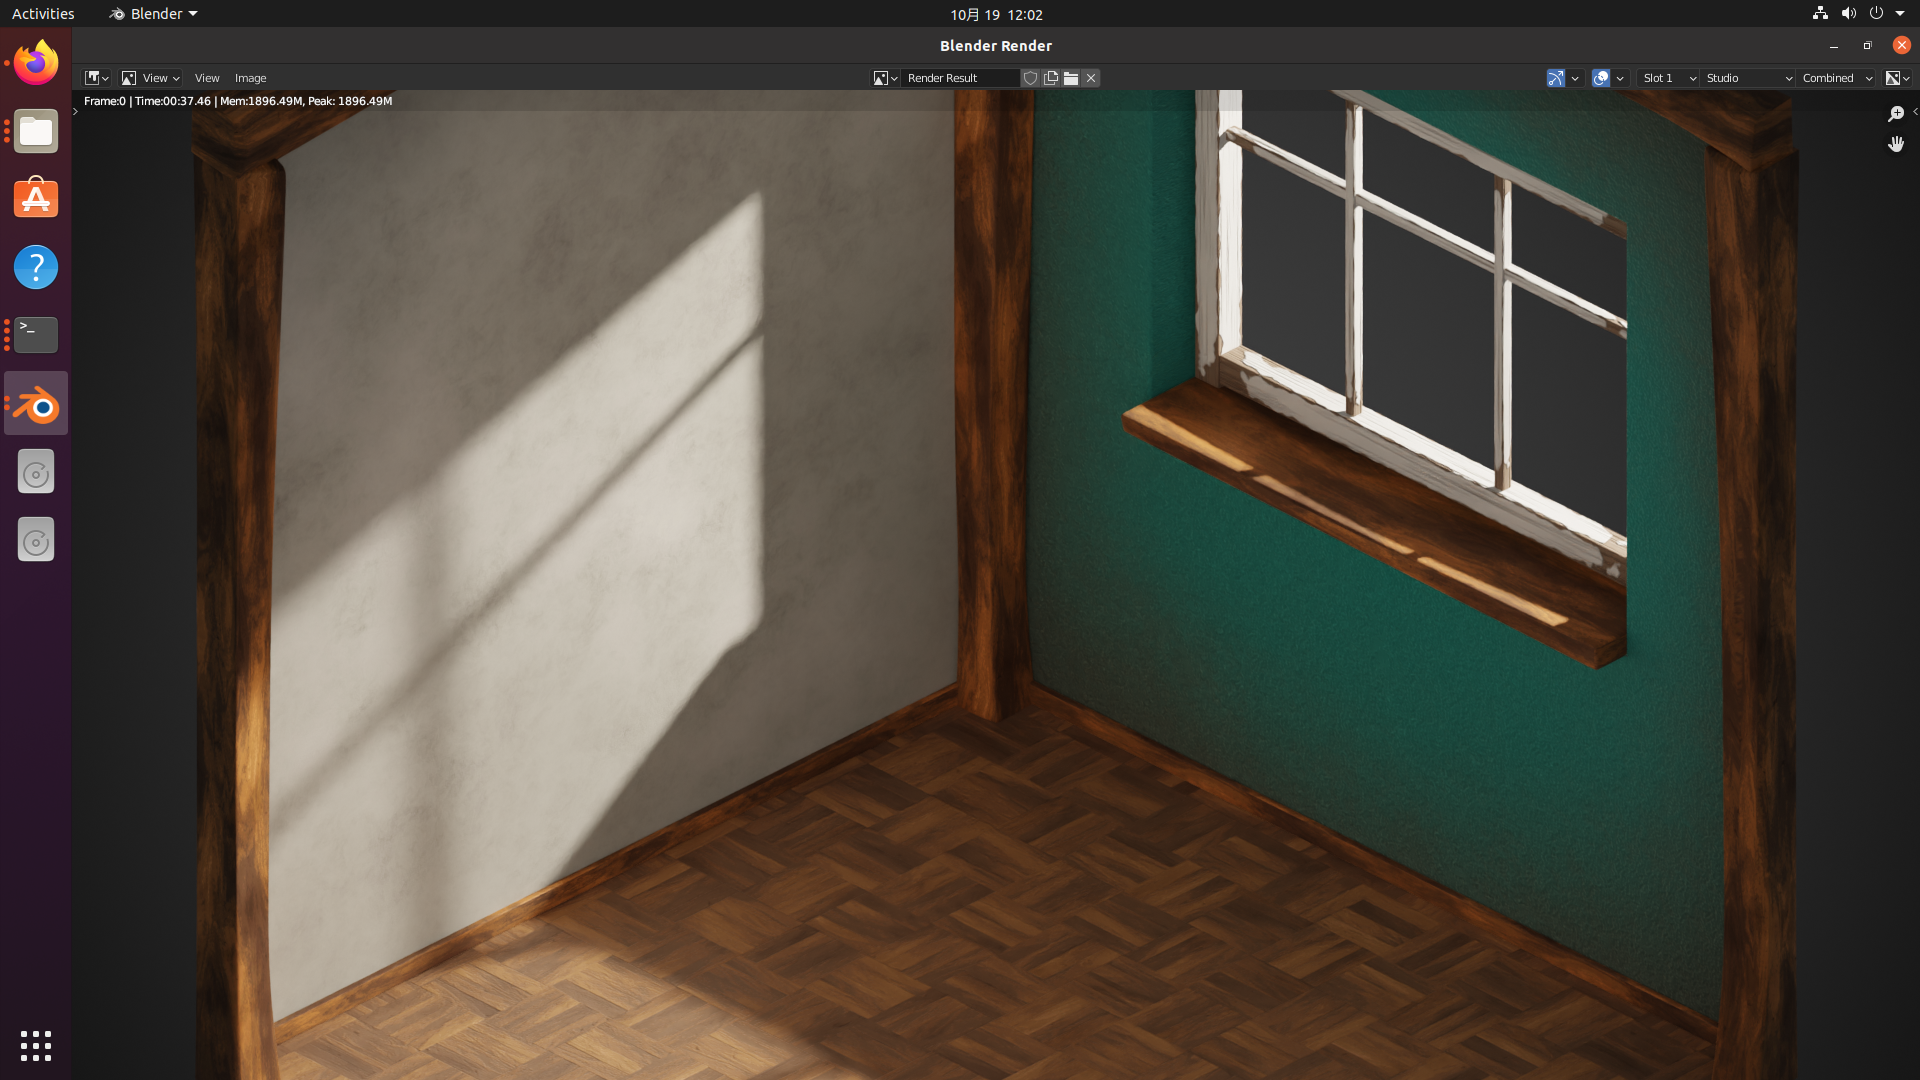 Activities
Blender
10月 19 12:02
Blender Render
View
View
Image
Render Result
Slot 1
Studio
Combined
Frame:0 | Time:00:37.46 | Mem:1896.49M, Peak: 1896.49M
>_